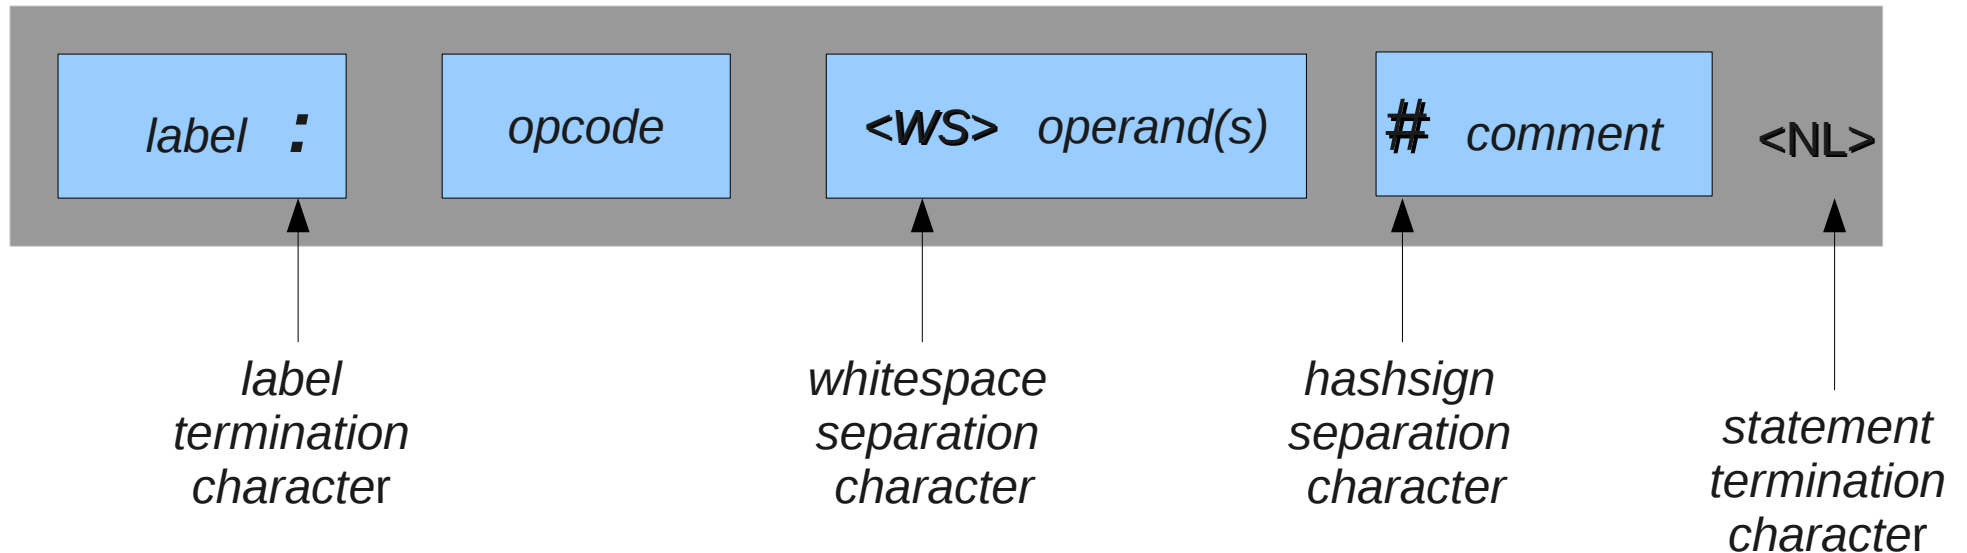 label : opcode <WS> operand(s) # comment <NL>
label
termination
character
whitespace
separation
character
hashsign
separation
character
statement
termination
character